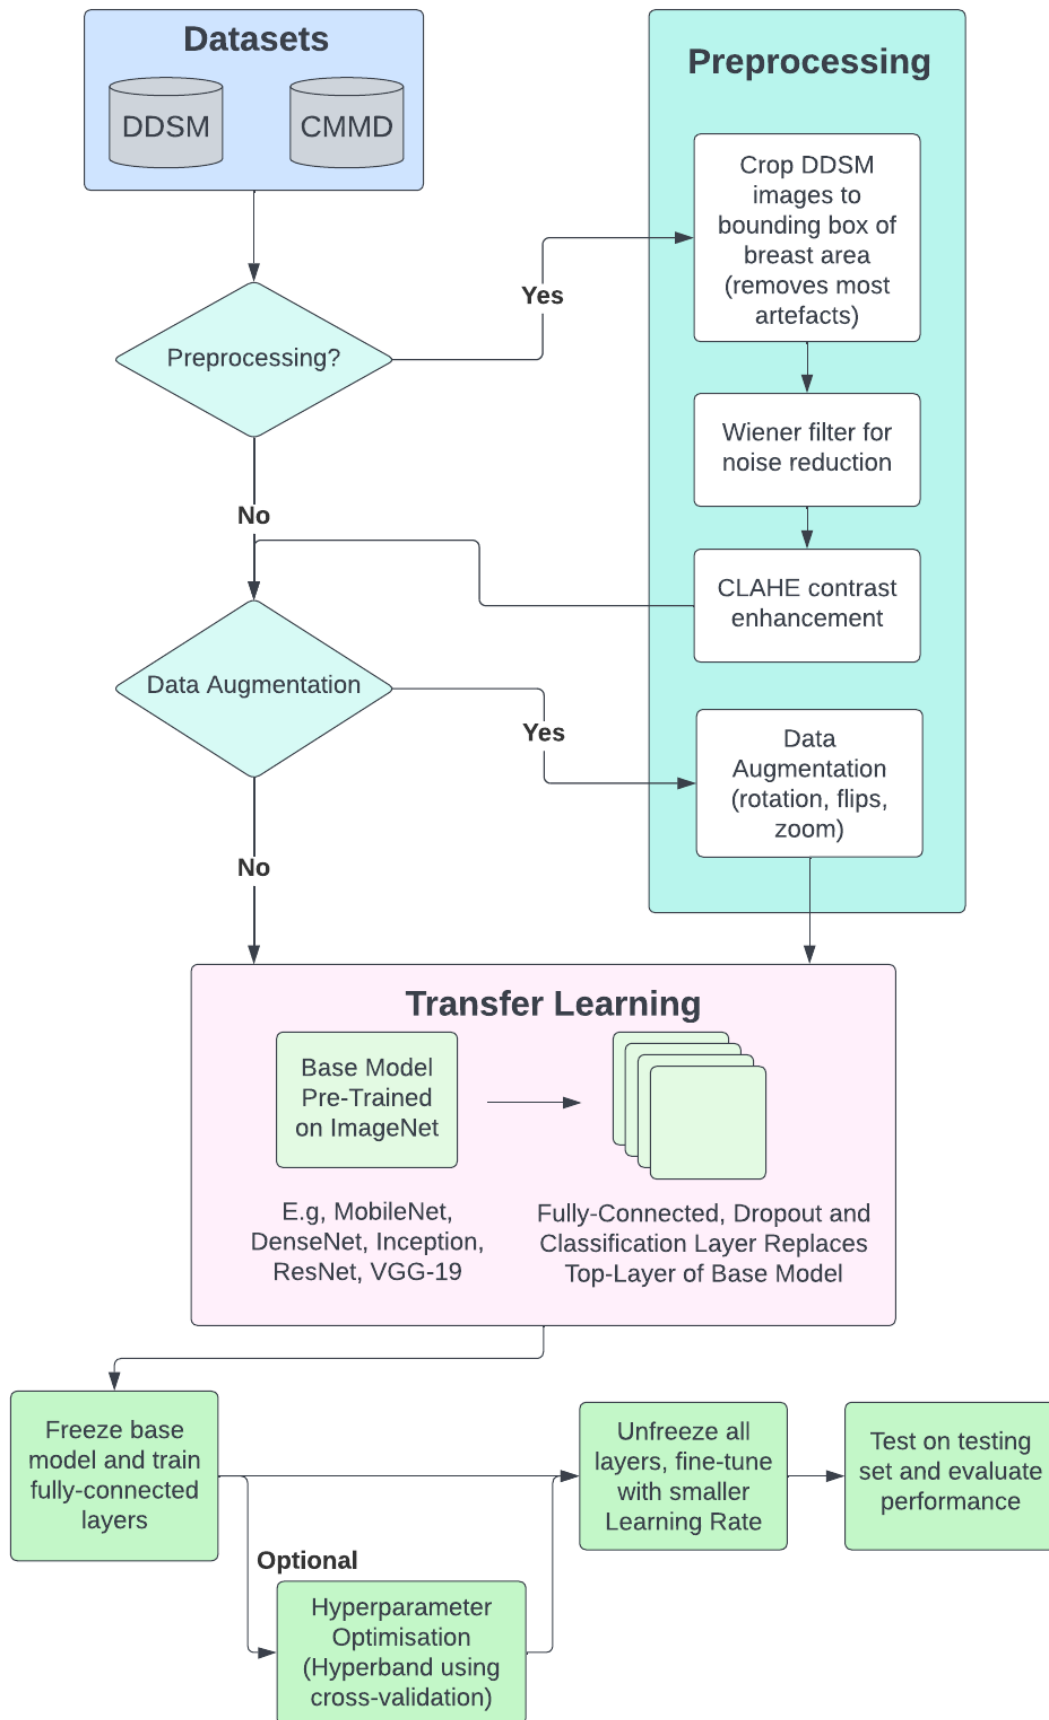 Datasets
DDSM
CMMD
Preprocessing?
Yes
No
Preprocessing
Crop DDSM
images to
bounding box of
breast area
(removes most
artefacts)
Wiener filter for
noise reduction
CLAHE contrast
enhancement
Data Augmentation
Yes
No
Data
Augmentation
(rotation, flips,
zoom)
Transfer Learning
Base Model
Pre-Trained
on ImageNet
E.g, MobileNet,
DenseNet, Inception,
ResNet, VGG-19
Fully-Connected, Dropout and
Classification Layer Replaces
Top-Layer of Base Model
Freeze base
model and train
fully-connected
layers
Optional
Hyperparameter
Optimisation
(Hyperband using
cross-validation)
Unfreeze all
layers, fine-tune
with smaller
Learning Rate
Test on testing
set and evaluate
performance